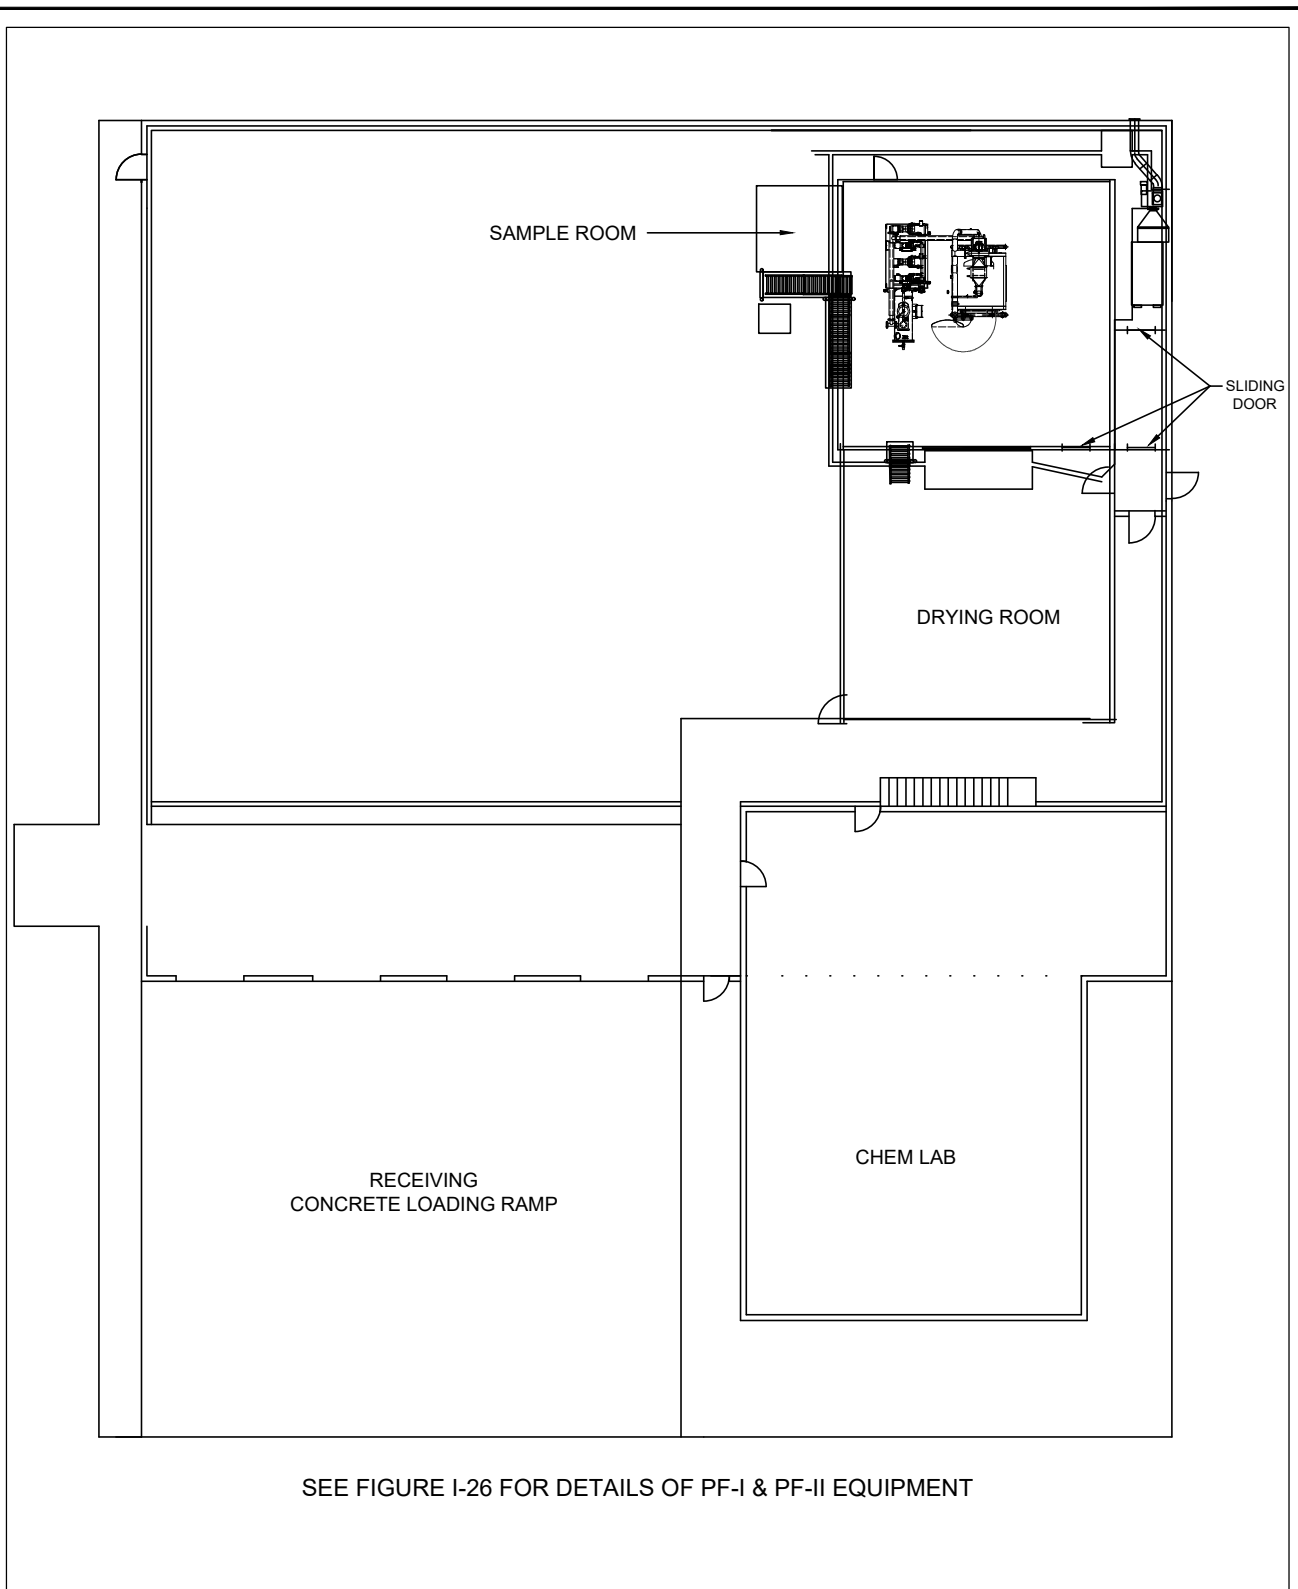 SAMPLE ROOM
SLIDING
DOOR
DRYING ROOM
CHEM LAB
RECEIVING
CONCRETE LOADING RAMP
SEE FIGURE I-26 FOR DETAILS OF PF-I & PF-II EQUIPMENT